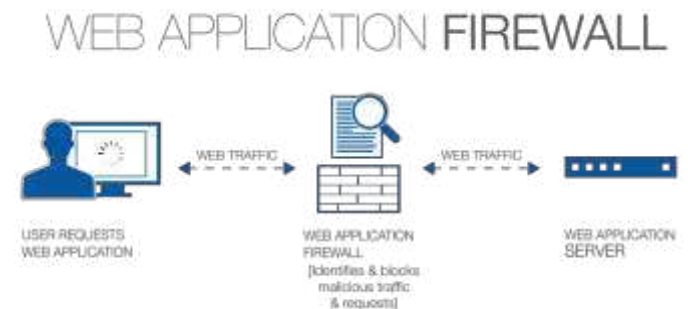 WEB APPLICATION FIREWALL
WEB TRAFFIC
WEB TRAFFIC
USER REQUESTS
WEB APPLICATION
WEB APPLICATION
FIREWALL
[Identifies & blocks
malicious traffic
& requests]
WEB APPLICATION
SERVER